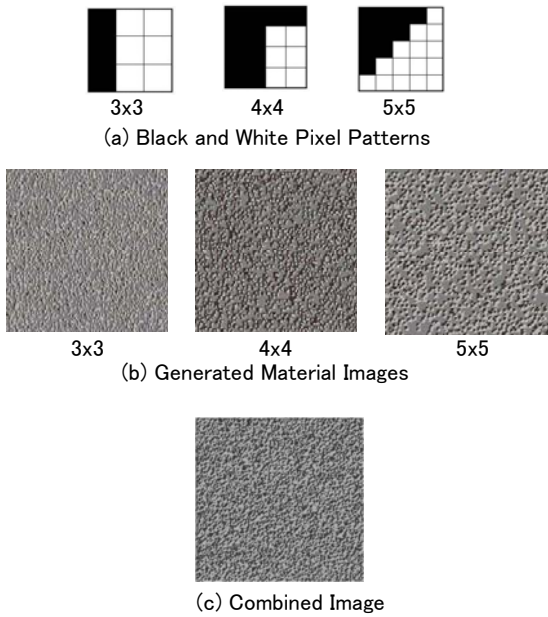 3x3 4x4 5x5
(a) Black and White Pixel Patterns
3x3 4x4 5x5
(b) Generated Material Images
(c) Combined Image